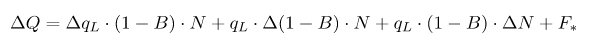 ΔQ = Δq_L · (1 − B) · N + q_L · Δ(1 − B) · N + q_L · (1 − B) · ΔN + F_*